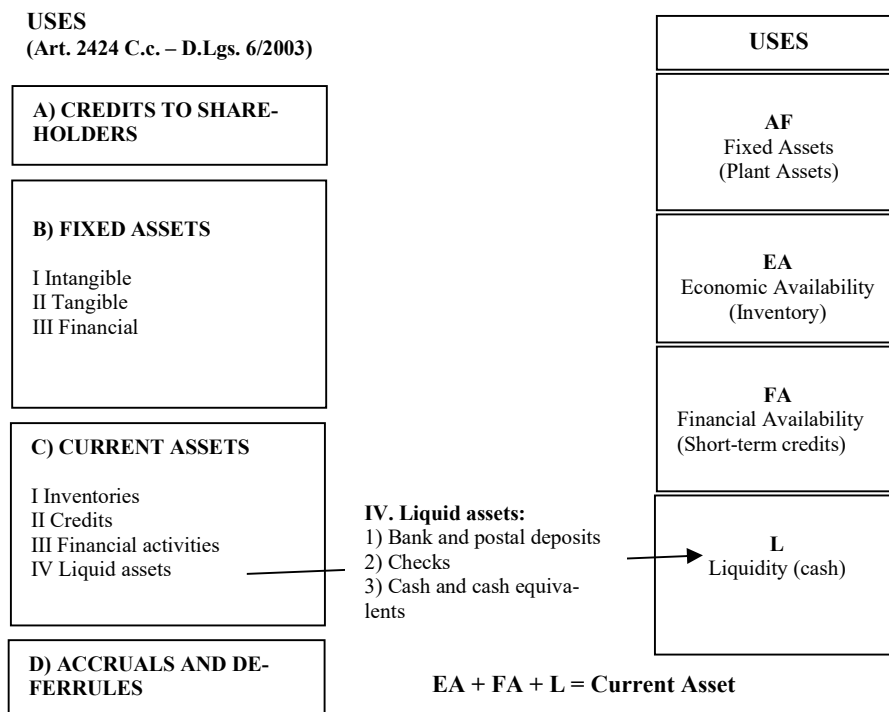 USES
(Art. 2424 C.c. – D.Lgs. 6/2003)
A) CREDITS TO SHARE-
HOLDERS
B) FIXED ASSETS
I Intangible
II Tangible
III Financial
C) CURRENT ASSETS
I Inventories
II Credits
III Financial activities
IV Liquid assets
D) ACCRUALS AND DE-
FERRULES
IV. Liquid assets:
1) Bank and postal deposits
2) Checks
3) Cash and cash equiva-
lents
USES
AF
Fixed Assets
(Plant Assets)
EA
Economic Availability
(Inventory)
FA
Financial Availability
(Short-term credits)
L
Liquidity (cash)
EA + FA + L = Current Asset